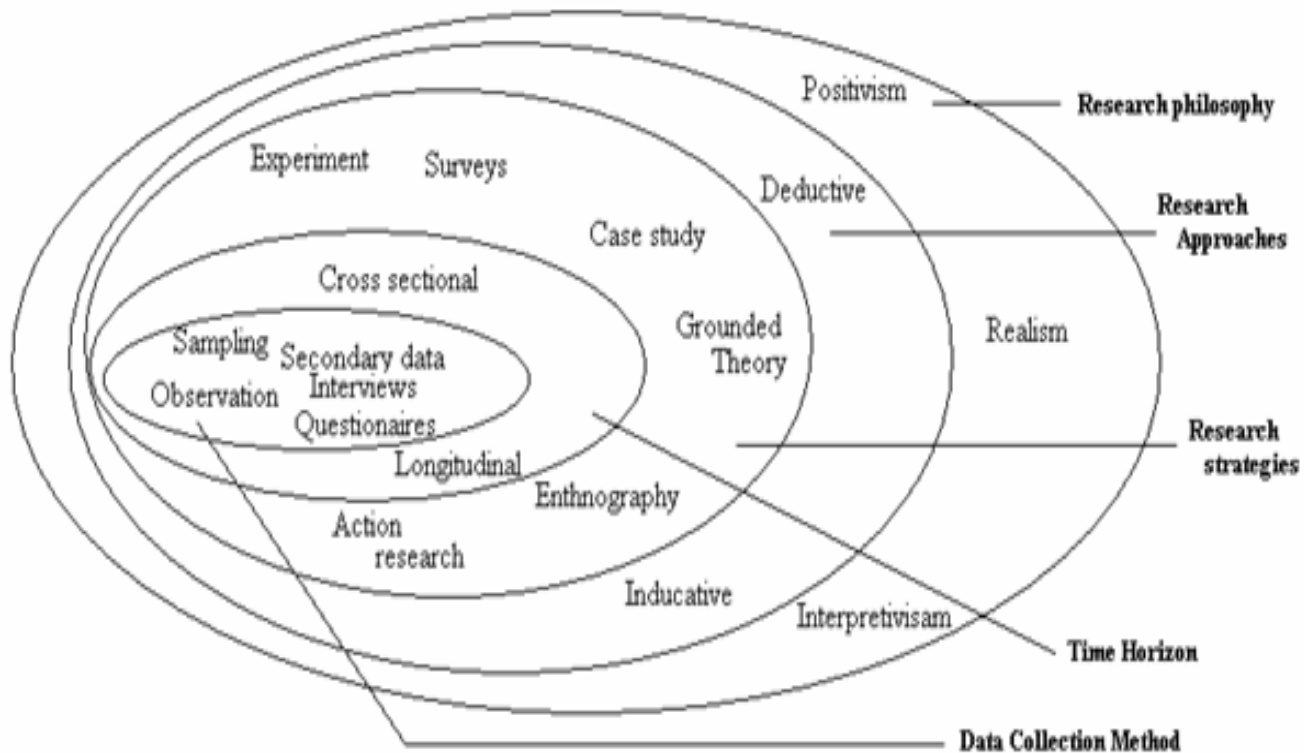 Positivism
Research philosophy
Experiment
Surveys
Deductive
Research
Approaches
Case study
Cross sectional
Grounded
Theory
Realism
Sampling
Secondary data
Observation
Interviews
Questionaires
Research
strategies
Longitudinal
Enthnography
Action
research
Inducative
Interpretivisam
Time Horizon
Data Collection Method